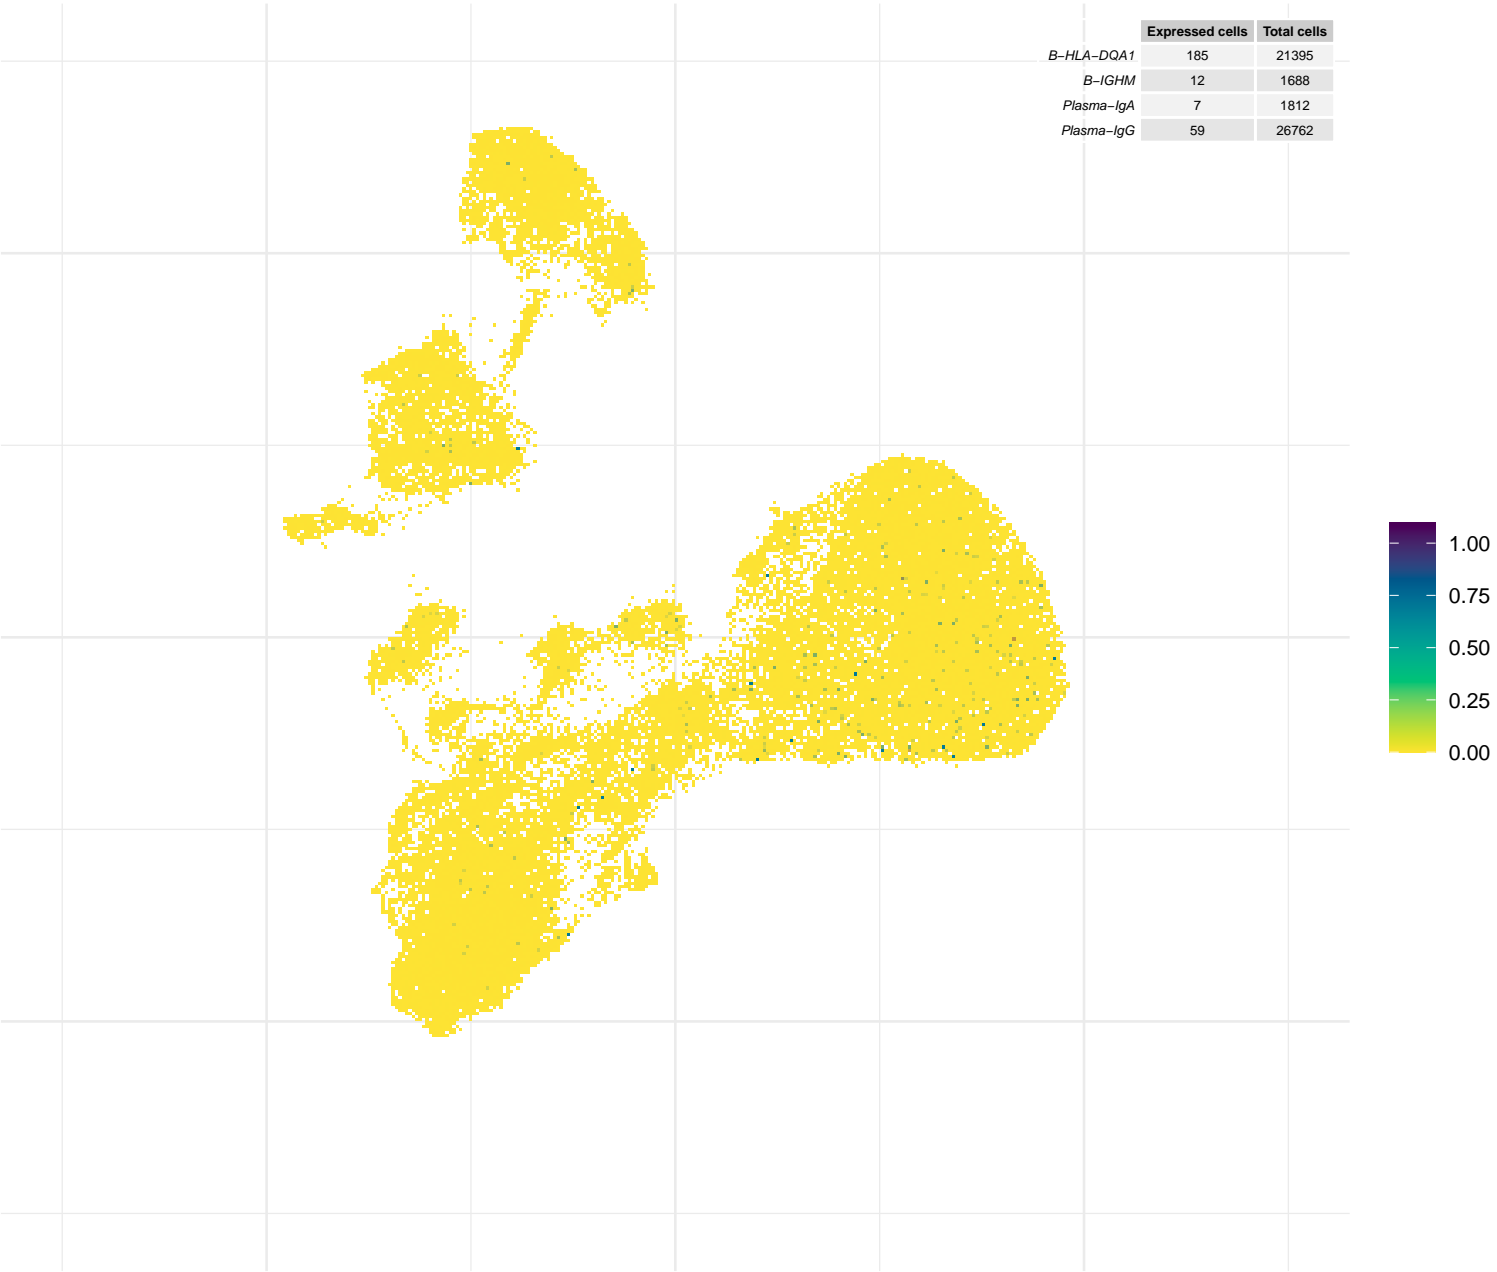 Expressed cells Total cells
B−HLA−DQA1 185 21395
B−IGHM 12 1688
Plasma−IgA 7 1812
Plasma−IgG 59 26762
1.00
0.75
0.50
0.25
0.00